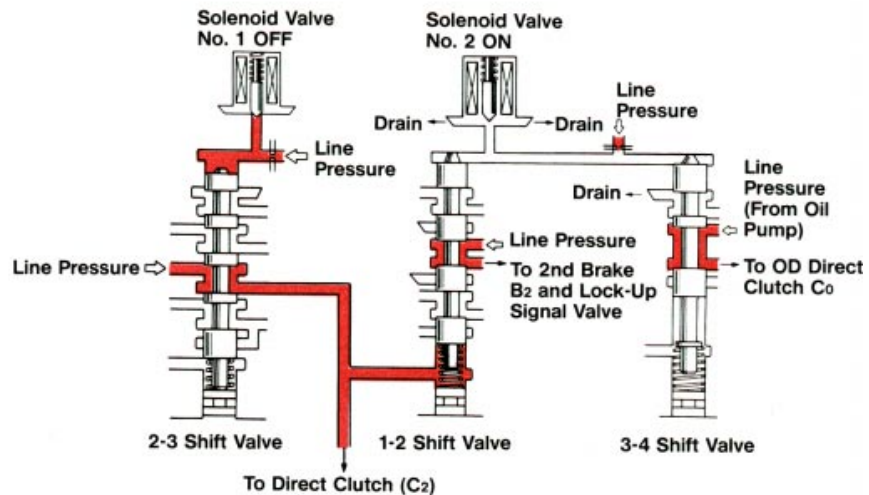 Solenoid Valve
No. 1 OFF
Solenoid Valve
No. 2 ON
Drain
Drain
Line
Pressure
Line
Pressure
Drain
Line
Pressure
(From Oil
Pump)
Line Pressure
Line Pressure
To 2nd Brake
B2 and Lock-Up
Signal Valve
To OD Direct
Clutch C0
2-3 Shift Valve
1-2 Shift Valve
3-4 Shift Valve
To Direct Clutch (C2)